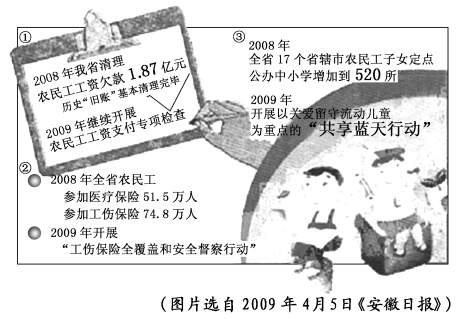 ①
2008年我省清理
农民工工资欠款1.87亿元
历史“旧账”基本清理完毕
2009年继续开展
农民工工资支付专项检查
②
2008年全省农民工
参加医疗保险51.5万人
参加工伤保险74.8万人
2009年开展
“工伤保险全覆盖和安全督察行动”
③
2008年
全省17个省辖市农民工子女定点
公办中小学增加到520所
2009年
开展以关爱留守流动儿童
为重点的“共享蓝天行动”
(图片选自2009年4月5日《安徽日报》)